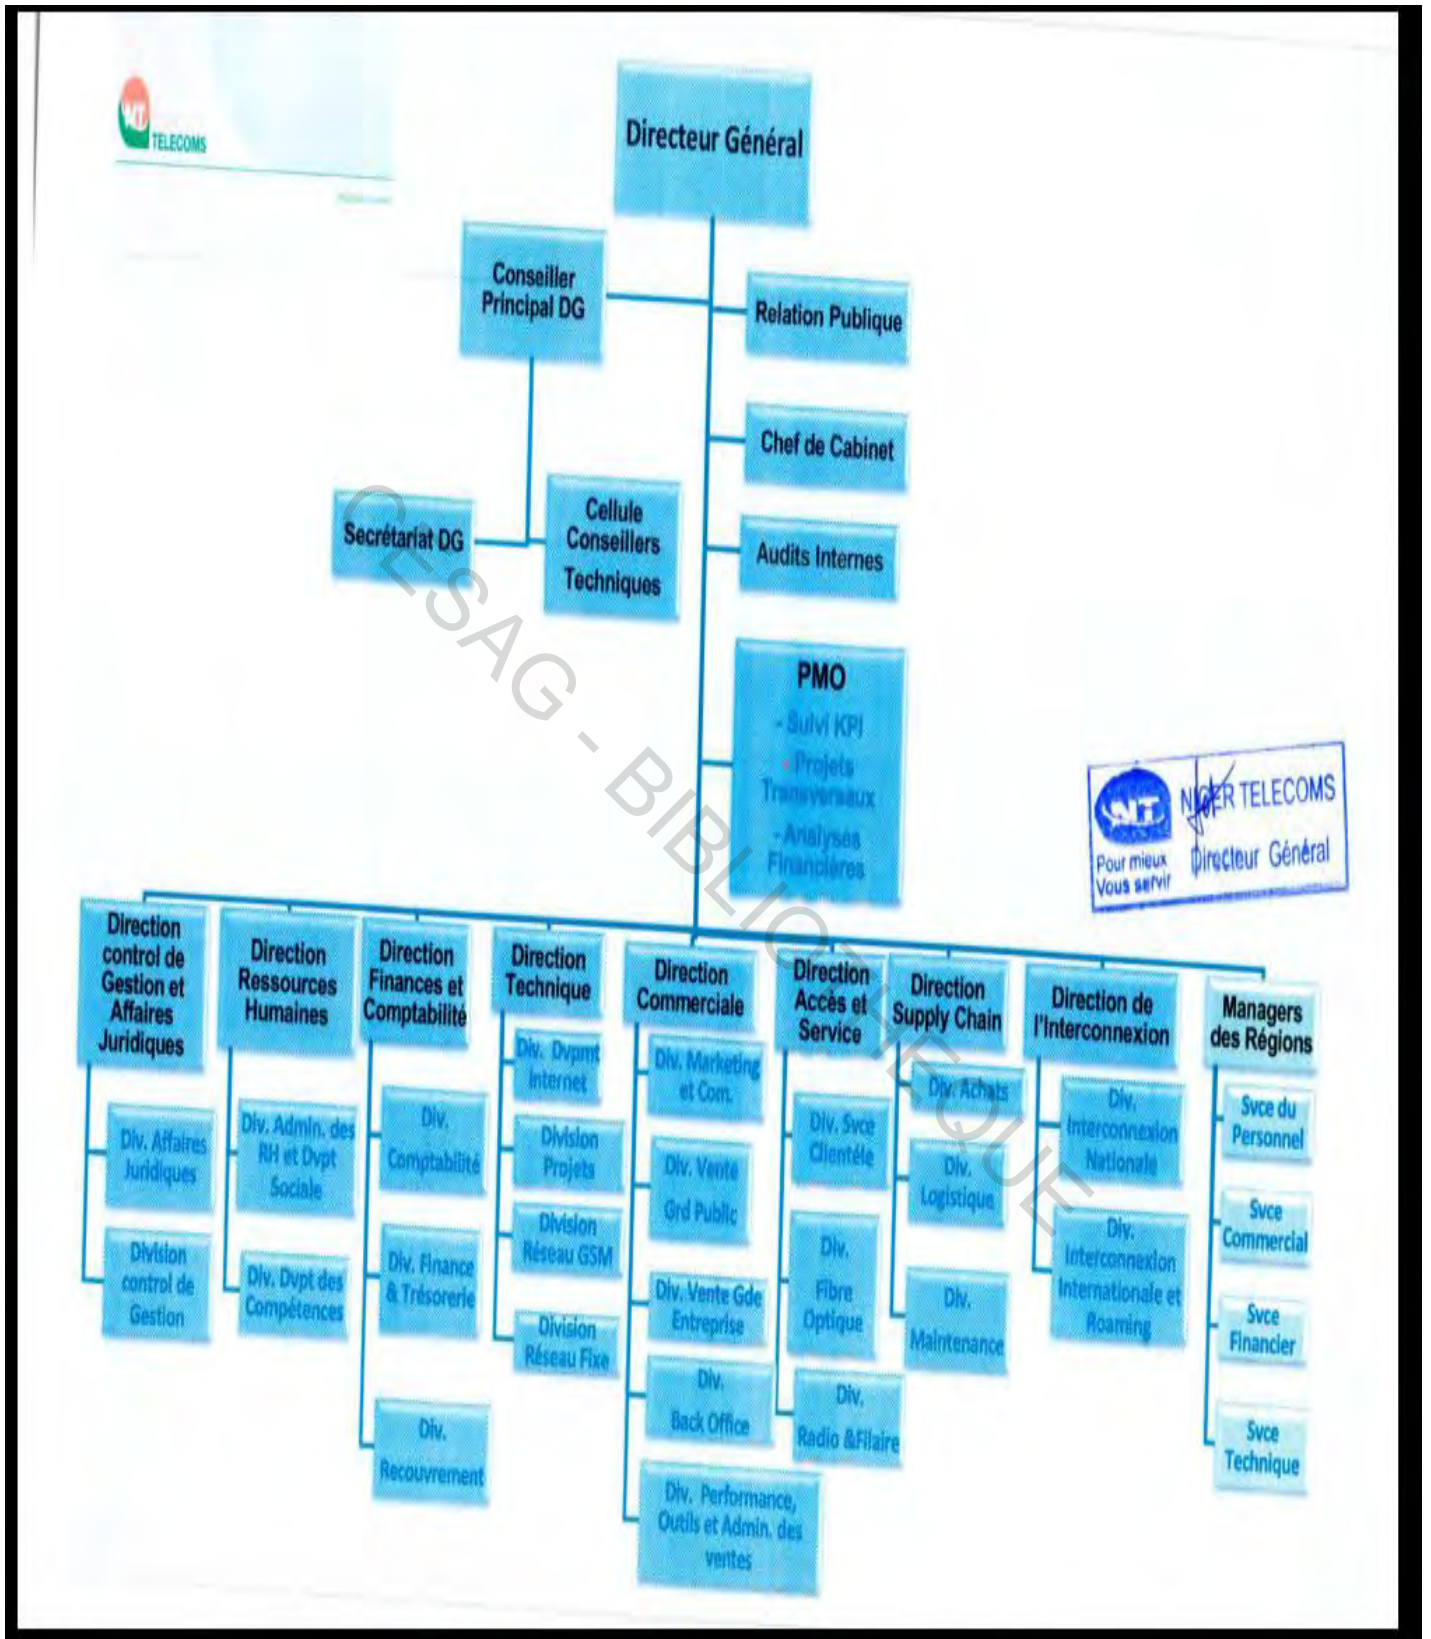 NT
TELECOMS
Directeur Général
Conseiller
Principal DG
Relation Publique
Chef de Cabinet
Secrétariat DG
Cellule
Conseillers
Techniques
Audits Internes
PMO
- Suivi KPI
- Projets
Transversaux
- Analyses
Financières
NIGER TELECOMS
NT
Pour mieux
Vous servir
Directeur Général
CESAG - BIBLIOTHEQUE
Direction
control de
Gestion et
Affaires
Juridiques
Div. Affaires
Juridiques
Division
control de
Gestion
Direction
Ressources
Humaines
Div. Admin. des
RH et Dvpt
Sociale
Div. Dvpt des
Compétences
Direction
Finances et
Comptabilité
Div.
Comptabilité
Div. Finance
& Trésorerie
Div.
Recouvrement
Direction
Technique
Div. Dvpmt
Internet
Division
Projets
Division
Réseau GSM
Division
Réseau Fixe
Direction
Commerciale
Div. Marketing
et Com.
Div. Vente
Grd Public
Div. Vente Gde
Entreprise
Div.
Back Office
Div. Performance,
Outils et Admin. des
ventes
Direction
Accès et
Service
Div. Svce
Clientéle
Div.
Fibre
Optique
Div.
Radio &Filaire
Direction
Supply Chain
Div. Achats
Div.
Logistique
Div.
Maintenance
Direction de
l'Interconnexion
Div.
Interconnexion
Nationale
Div.
Interconnexion
Internationale et
Roaming
Managers
des Régions
Svce du
Personnel
Svce
Commercial
Svce
Financier
Svce
Technique